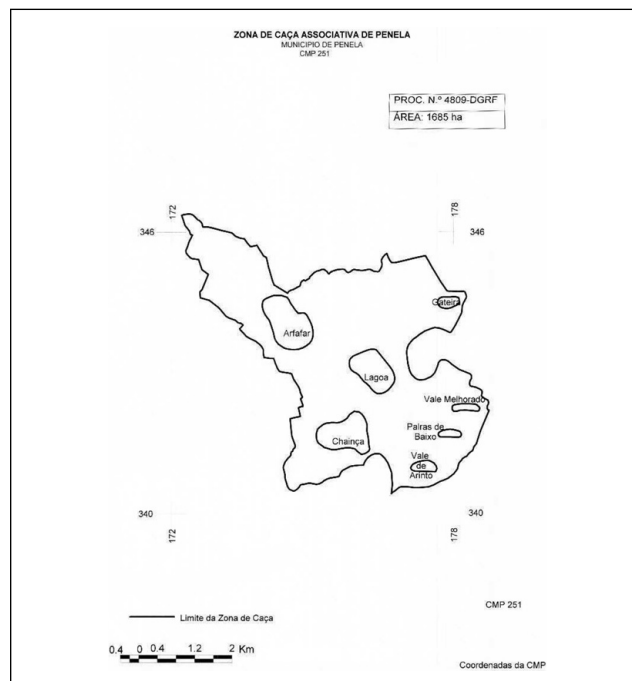 ZONA DE CAÇA ASSOCIATIVA DE PENELA
MUNICIPIO DE PENELA
CMP 251
PROC. N.º 4809-DGRF
ÁREA: 1685 ha
172
178
346
346
Gateira
Arfafar
Lagoa
Vale Melhorado
Pairas de
Baixo
Chainça
Vale
de
Arinto
340
340
172
178
CMP 251
Limite da Zona de Caça
0.4 0 0.4 1.2 2 Km
Coordenadas da CMP